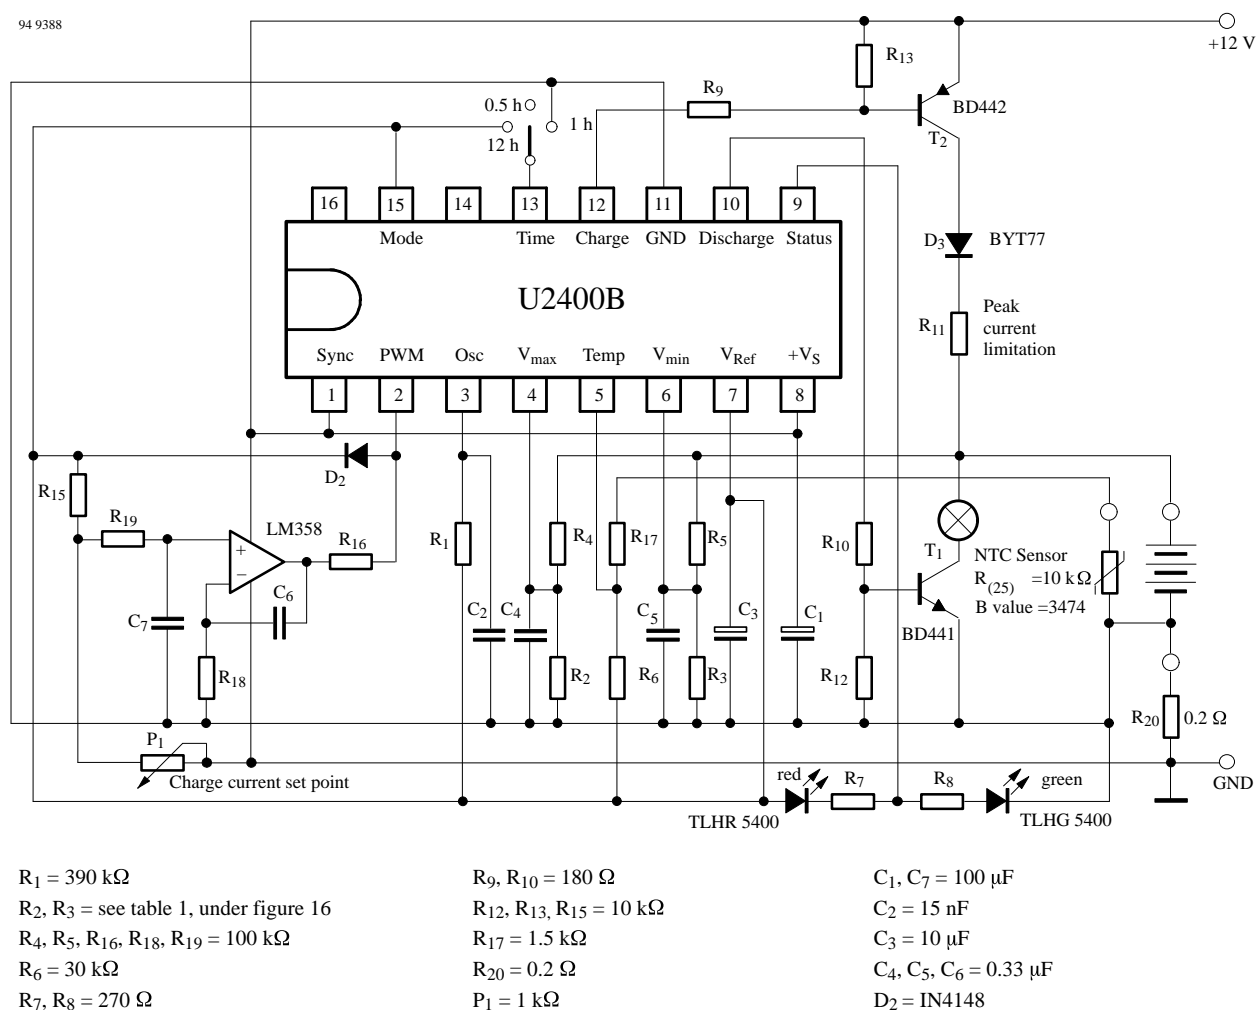 94 9388
+12 V
R13
R9
BD442
T2
0.5 h
1 h
12 h
16 15 14 13 12 11 10 9
Mode Time Charge GND Discharge Status
D3 BYT77
U2400B
R11
Peak
current
limitation
Sync PWM Osc Vmax Temp Vmin VRef +VS
1 2 3 4 5 6 7 8
D2
R15
R19
LM358
+
−
R16
R1
R4
R17
R5
R10
T1
NTC Sensor
R(25) =10 kΩ
B value =3474
C6
C7
C2
C4
C5
C3
C1
BD441
R18
R2
R6
R3
R12
R20
0.2 Ω
P1
Charge current set point
GND
red
R7
R8
green
TLHR 5400
TLHG 5400
R1 = 390 kΩ
R2, R3 = see table 1, under figure 16
R4, R5, R16, R18, R19 = 100 kΩ
R6 = 30 kΩ
R7, R8 = 270 Ω
R9, R10 = 180 Ω
R12, R13, R15 = 10 kΩ
R17 = 1.5 kΩ
R20 = 0.2 Ω
P1 = 1 kΩ
C1, C7 = 100 μF
C2 = 15 nF
C3 = 10 μF
C4, C5, C6 = 0.33 μF
D2 = IN4148